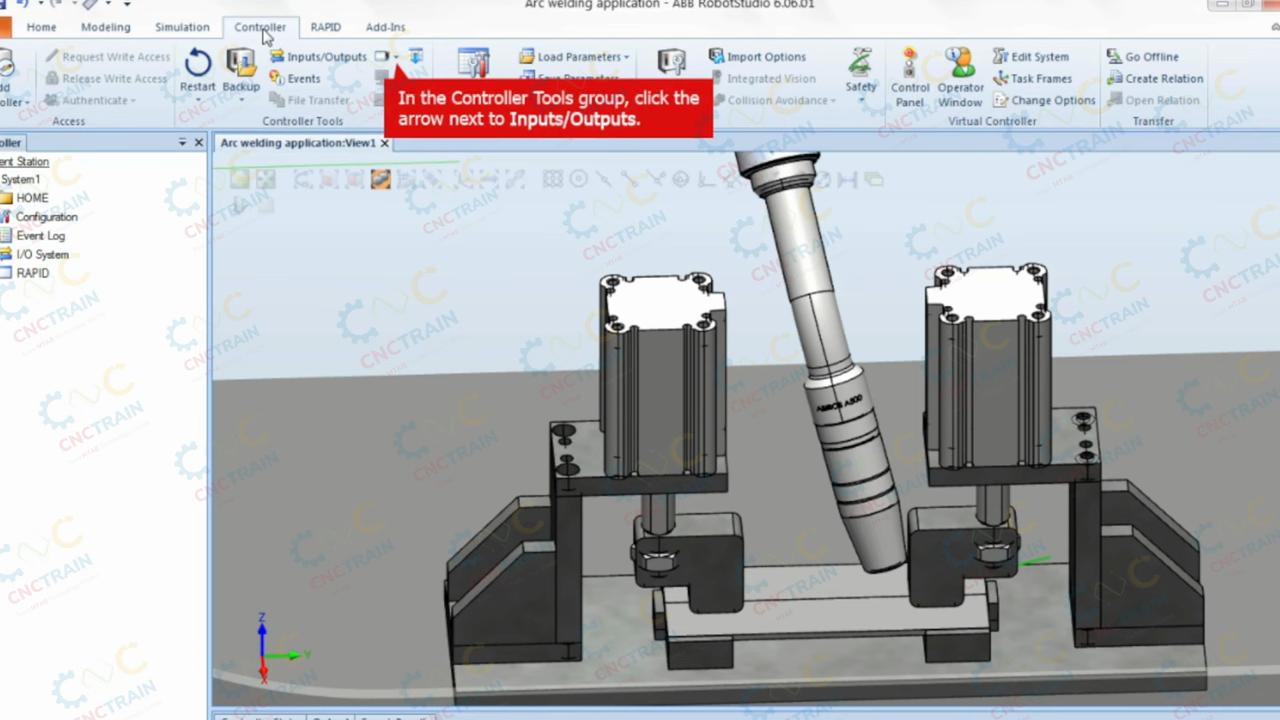 Arc welding application - ABB RobotStudio 6.06.01
Home Modeling Simulation Controller RAPID Add-Ins
Request Write Access
Release Write Access
Authenticate
Access
Restart
Backup
Inputs/Outputs
Events
File Transfer
Controller Tools
Load Parameters
Save Parameters
Import Options
Integrated Vision
Collision Avoidance
Safety
Control
Panel
Operator
Window
Edit System
Task Frames
Change Options
Virtual Controller
Go Offline
Create Relation
Open Relation
Transfer
In the Controller Tools group, click the
arrow next to Inputs/Outputs.
Arc welding application:View1
System1
HOME
Configuration
Event Log
I/O System
RAPID
Z
Y
X
CNCTRAIN